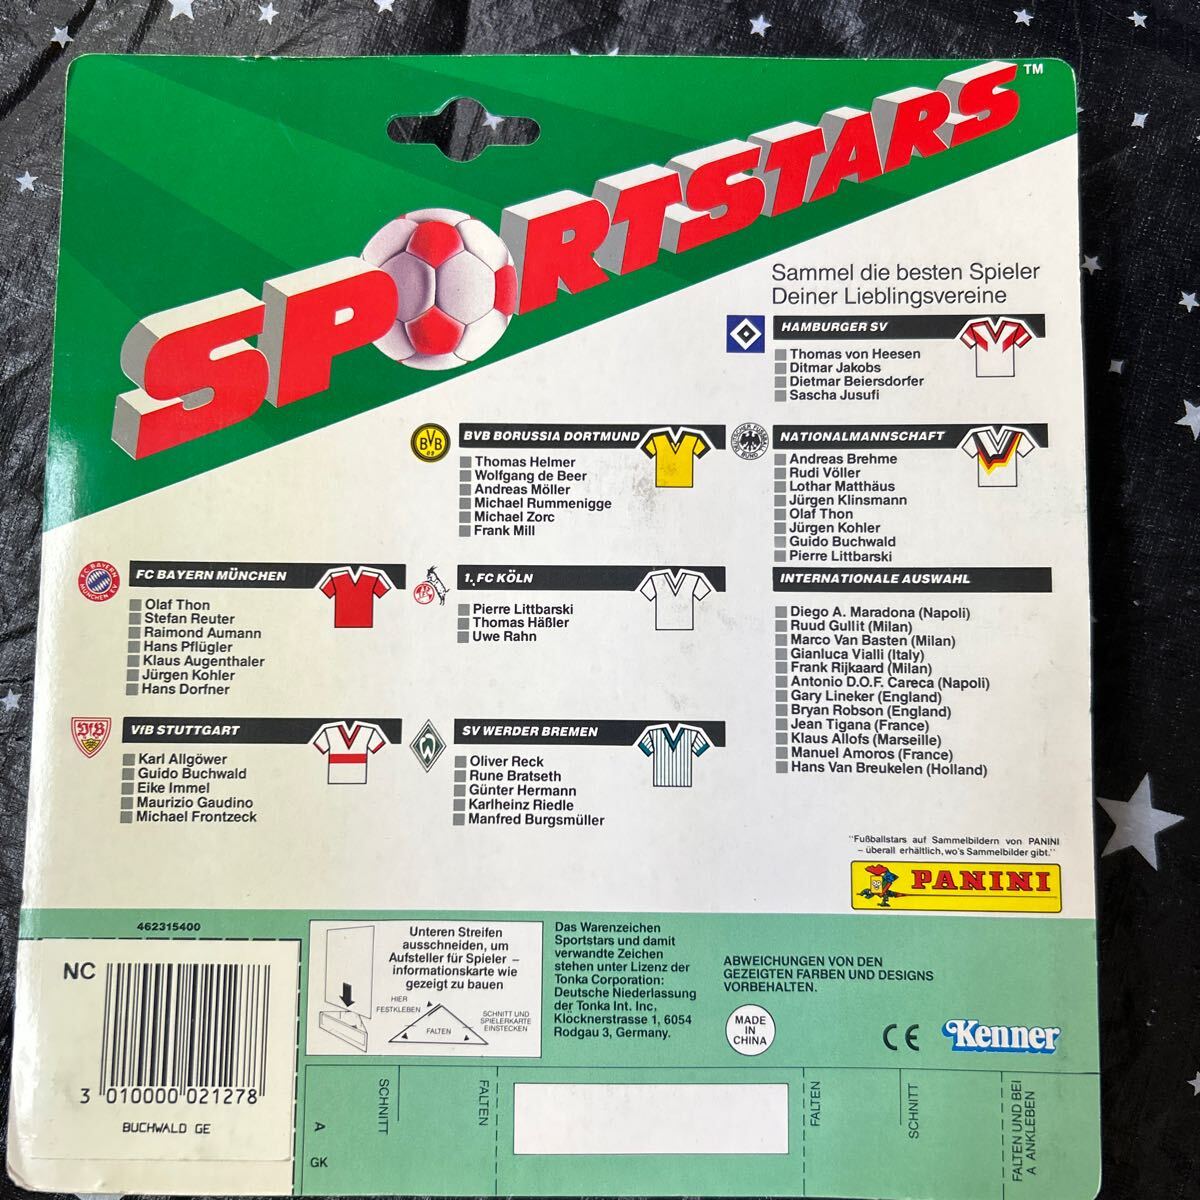 SPORTSTARS™
Sammel die besten Spieler
Deiner Lieblingsvereine
HAMBURGER SV
Thomas von Heesen
Ditmar Jakobs
Dietmar Beiersdorfer
Sascha Jusufi
BVB 09
BVB BORUSSIA DORTMUND
Thomas Helmer
Wolfgang de Beer
Andreas Möller
Michael Rummenigge
Michael Zorc
Frank Mill
DEUTSCHER FUSSBALL BUND
NATIONALMANNSCHAFT
Andreas Brehme
Rudi Völler
Lothar Matthäus
Jürgen Klinsmann
Olaf Thon
Jürgen Kohler
Guido Buchwald
Pierre Littbarski
FC BAYERN MÜNCHEN EV
FC BAYERN MÜNCHEN
Olaf Thon
Stefan Reuter
Raimond Aumann
Hans Pflügler
Klaus Augenthaler
Jürgen Kohler
Hans Dorfner
1. FC KÖLN
Pierre Littbarski
Thomas Häßler
Uwe Rahn
INTERNATIONALE AUSWAHL
Diego A. Maradona (Napoli)
Ruud Gullit (Milan)
Marco Van Basten (Milan)
Gianluca Vialli (Italy)
Frank Rijkaard (Milan)
Antonio D.O.F. Careca (Napoli)
Gary Lineker (England)
Bryan Robson (England)
Jean Tigana (France)
Klaus Allofs (Marseille)
Manuel Amoros (France)
Hans Van Breukelen (Holland)
VfB
VfB STUTTGART
Karl Allgöwer
Guido Buchwald
Eike Immel
Maurizio Gaudino
Michael Frontzeck
W
SV WERDER BREMEN
Oliver Reck
Rune Bratseth
Günter Hermann
Karlheinz Riedle
Manfred Burgsmüller
"Fußballstars auf Sammelbildern von PANINI
– überall erhältlich, wo's Sammelbilder gibt."
PANINI
462315400
NC
3 010000 021278
BUCHWALD GE
Unteren Streifen
ausschneiden, um
Aufsteller für Spieler –
informationskarte wie
gezeigt zu bauen
HIER
FESTKLEBEN
FALTEN
SCHNITT UND
SPIELERKARTE
EINSTECKEN
Das Warenzeichen
Sportstars und damit
verwandte Zeichen
stehen unter Lizenz der
Tonka Corporation:
Deutsche Niederlassung
der Tonka Int. Inc,
Klöcknerstrasse 1, 6054
Rodgau 3, Germany.
ABWEICHUNGEN VON DEN
GEZEIGTEN FARBEN UND DESIGNS
VORBEHALTEN.
MADE
IN
CHINA
CE
Kenner
A
GK
SCHNITT
FALTEN
FALTEN
SCHNITT
FALTEN UND BEI
A ANKLEBEN